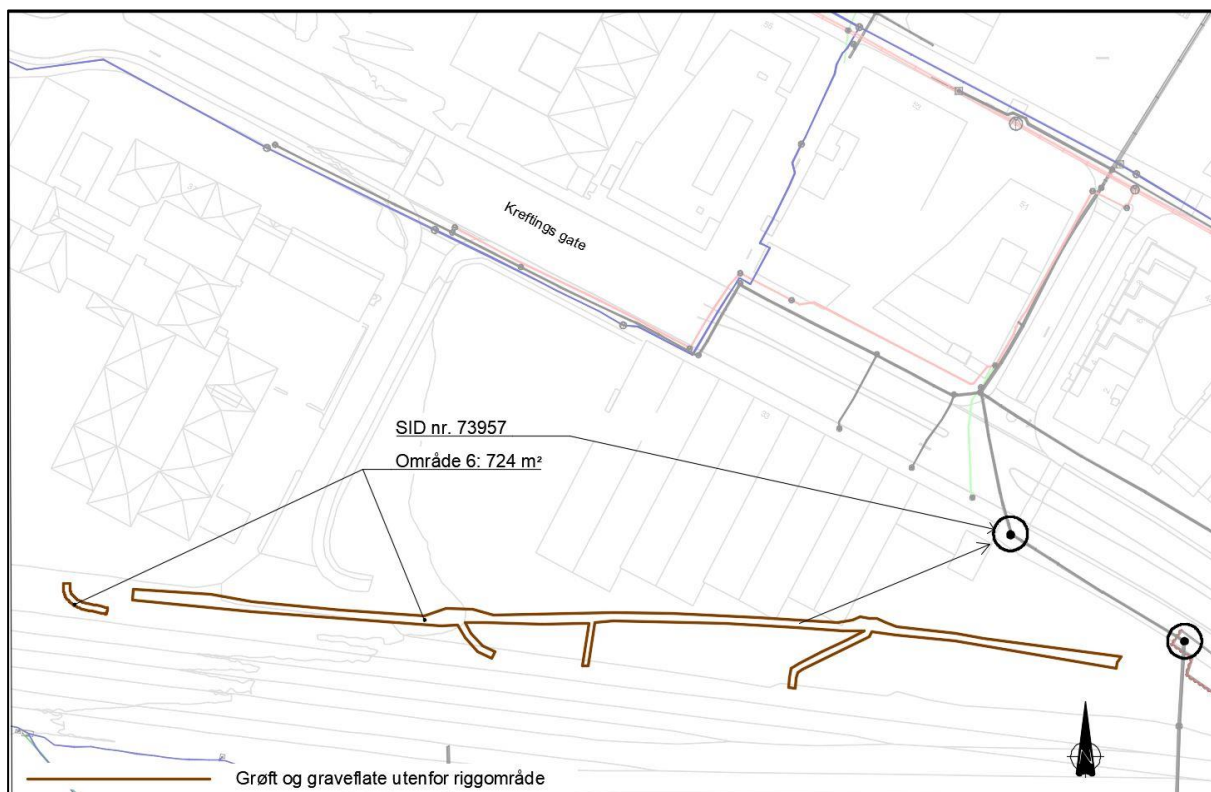 Kreftings gate
SID nr. 73957
Område 6: 724 m²
Grøft og graveflate utenfor riggområde